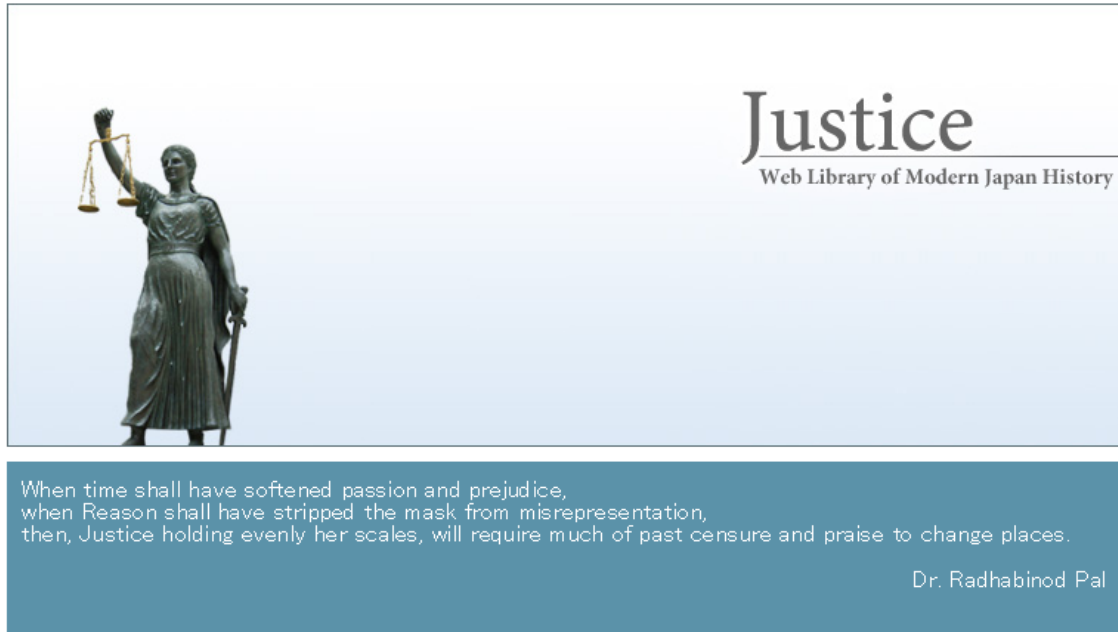 Justice
Web Library of Modern Japan History
When time shall have softened passion and prejudice,
when Reason shall have stripped the mask from misrepresentation,
then, Justice holding evenly her scales, will require much of past censure and praise to change places.
Dr. Radhabinod Pal